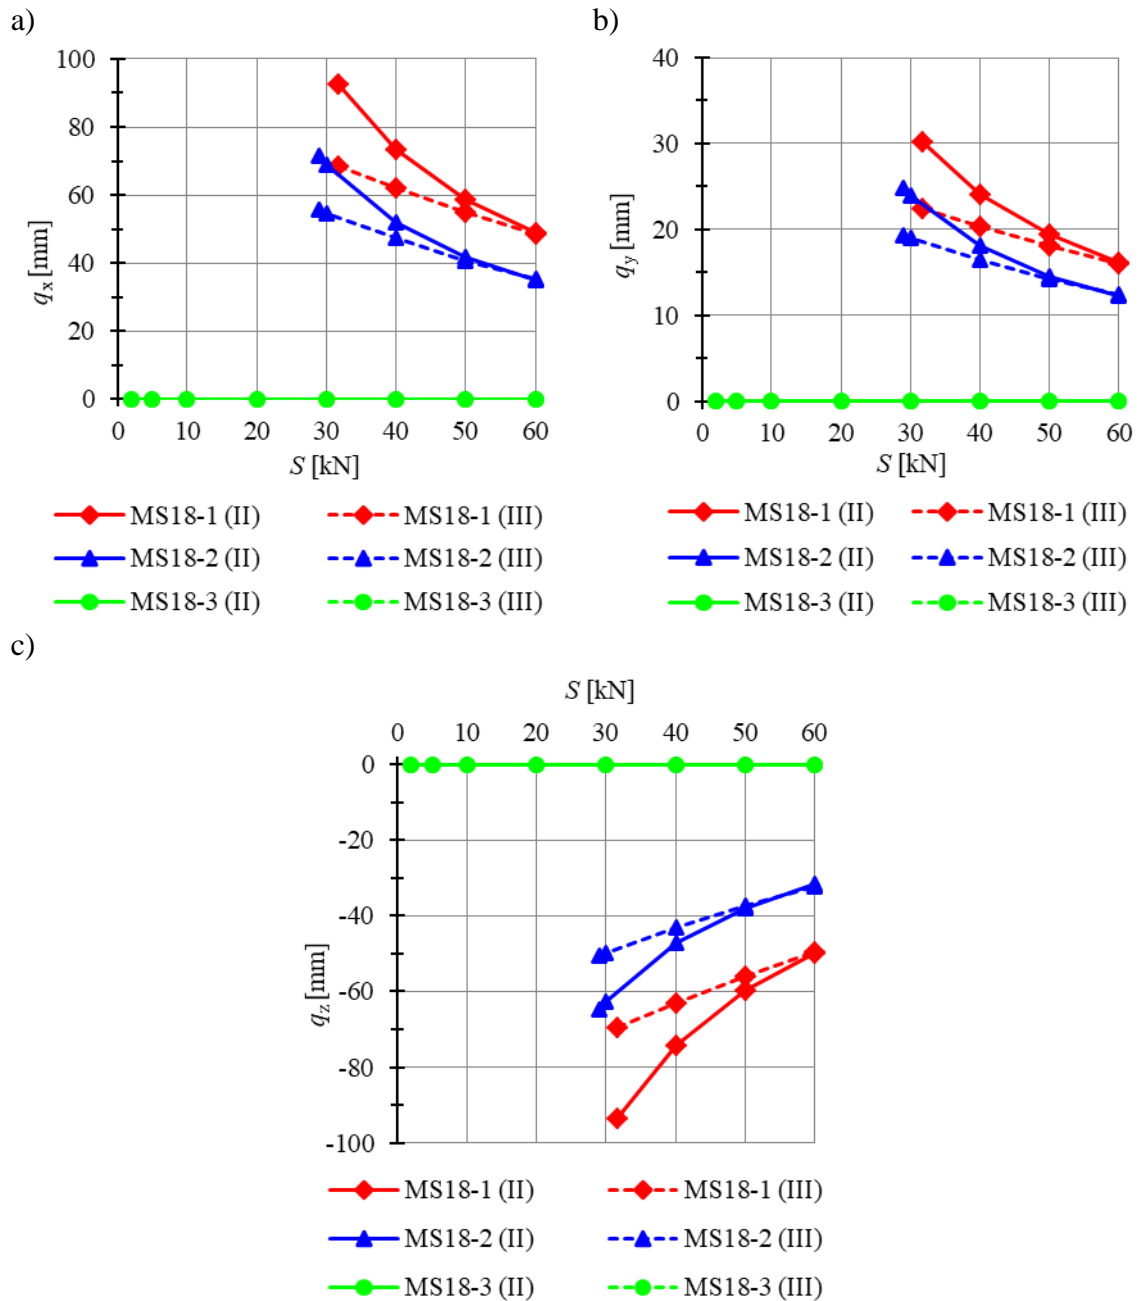 a)
b)
100
80
60
40
20
0
qx [mm]
0 10 20 30 40 50 60
S [kN]
40
30
20
10
0
qy [mm]
0 10 20 30 40 50 60
S [kN]
MS18-1 (II) MS18-1 (III)
MS18-2 (II) MS18-2 (III)
MS18-3 (II) MS18-3 (III)
MS18-1 (II) MS18-1 (III)
MS18-2 (II) MS18-2 (III)
MS18-3 (II) MS18-3 (III)
c)
S [kN]
0 10 20 30 40 50 60
0
-20
-40
-60
-80
-100
qz [mm]
MS18-1 (II) MS18-1 (III)
MS18-2 (II) MS18-2 (III)
MS18-3 (II) MS18-3 (III)